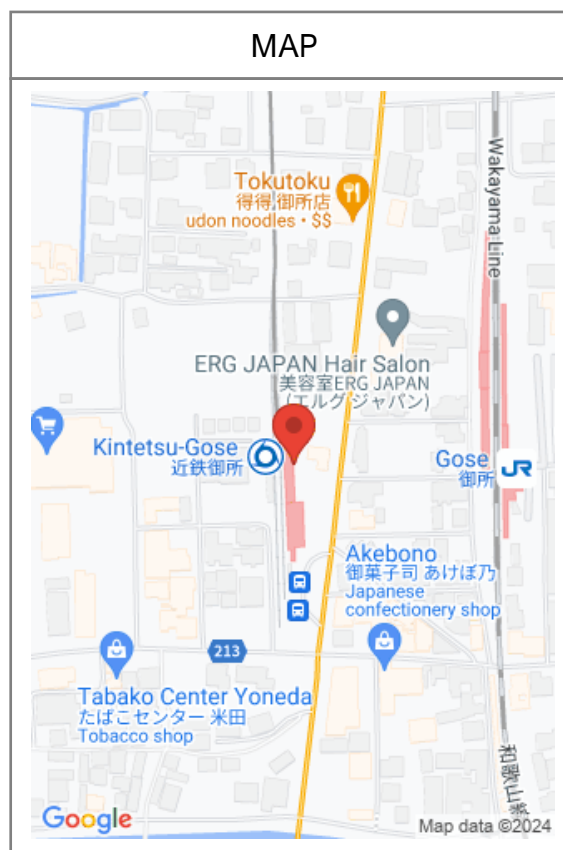 MAP
Wakayama Line
Tokutoku
得得 御所店
udon noodles • $$
ERG JAPAN Hair Salon
美容室ERG JAPAN
(エルグ ジャパン)
Kintetsu-Gose
近鉄御所
Gose
御所
JR
Akebono
御菓子司 あけぼ乃
Japanese
confectionery shop
213
Tabako Center Yoneda
たばこセンター 米田
Tobacco shop
和歌山線
Google
Map data ©2024